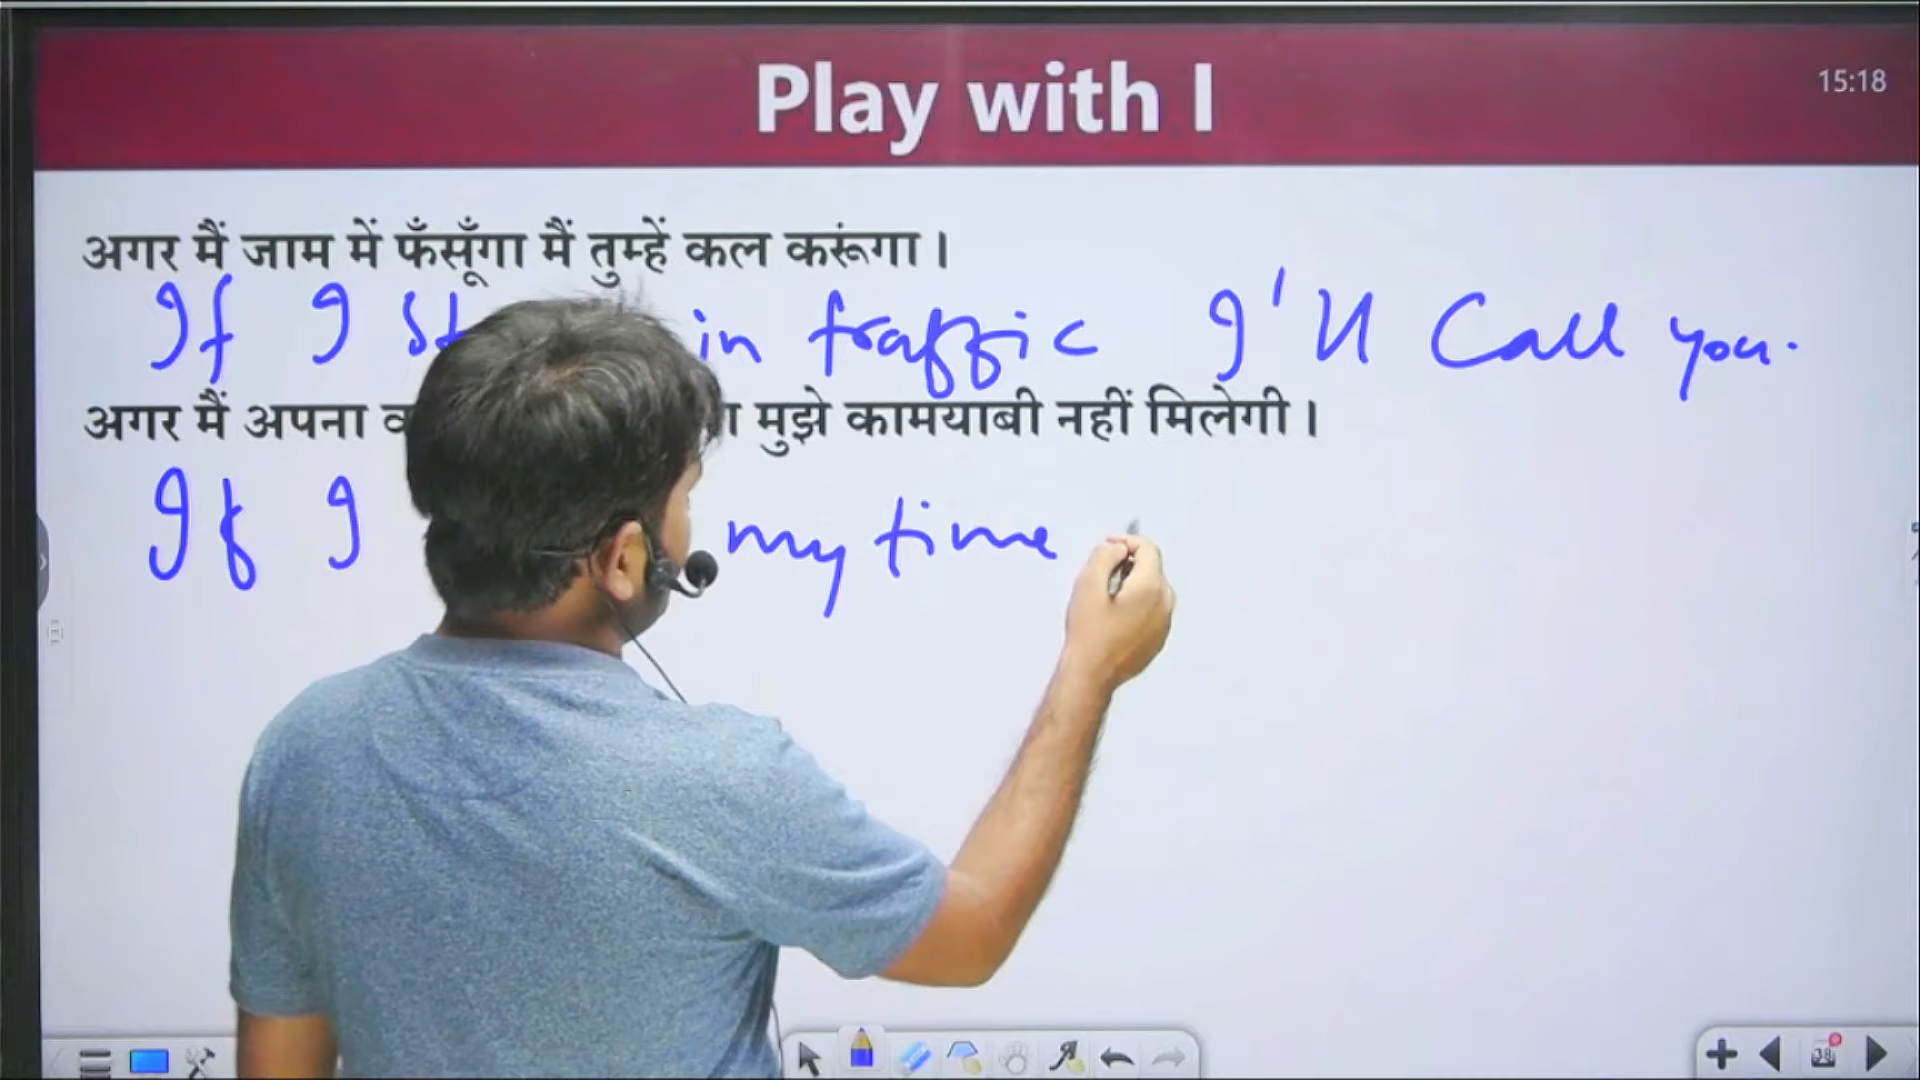 Play with I
15:18
अगर मैं जाम में फँसूँगा मैं तुम्हें कल करूंगा।
If I in traffic I'll Call you.
अगर मैं अपना मुझे कामयाबी नहीं मिलेगी।
If I my time
38